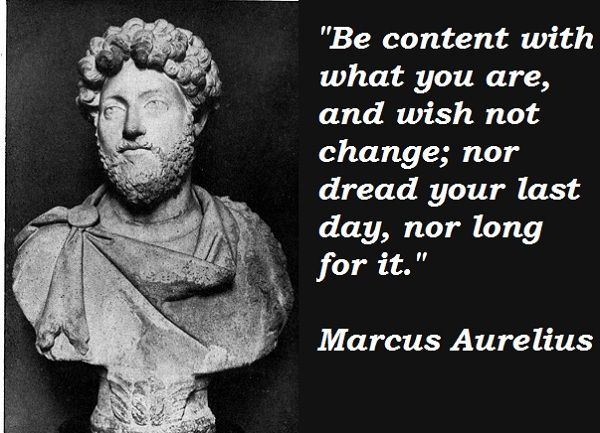 "Be content with
what you are,
and wish not
change; nor
dread your last
day, nor long
for it."
Marcus Aurelius